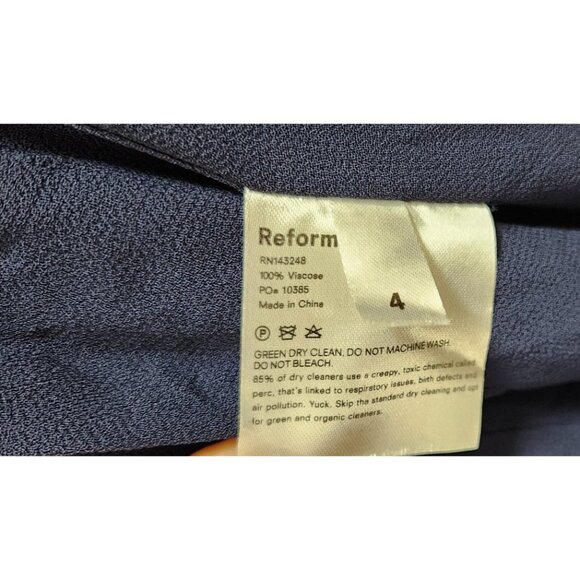 Reform
RN143248
100% Viscose
PO# 10385
Made in China
4
GREEN DRY CLEAN. DO NOT MACHINE WASH.
DO NOT BLEACH.
85% of dry cleaners use a creepy, toxic chemical called
perc, that's linked to respiratory issues, birth defects and
air pollution. Yuck. Skip the standard dry cleaning and opt
for green and organic cleaners.